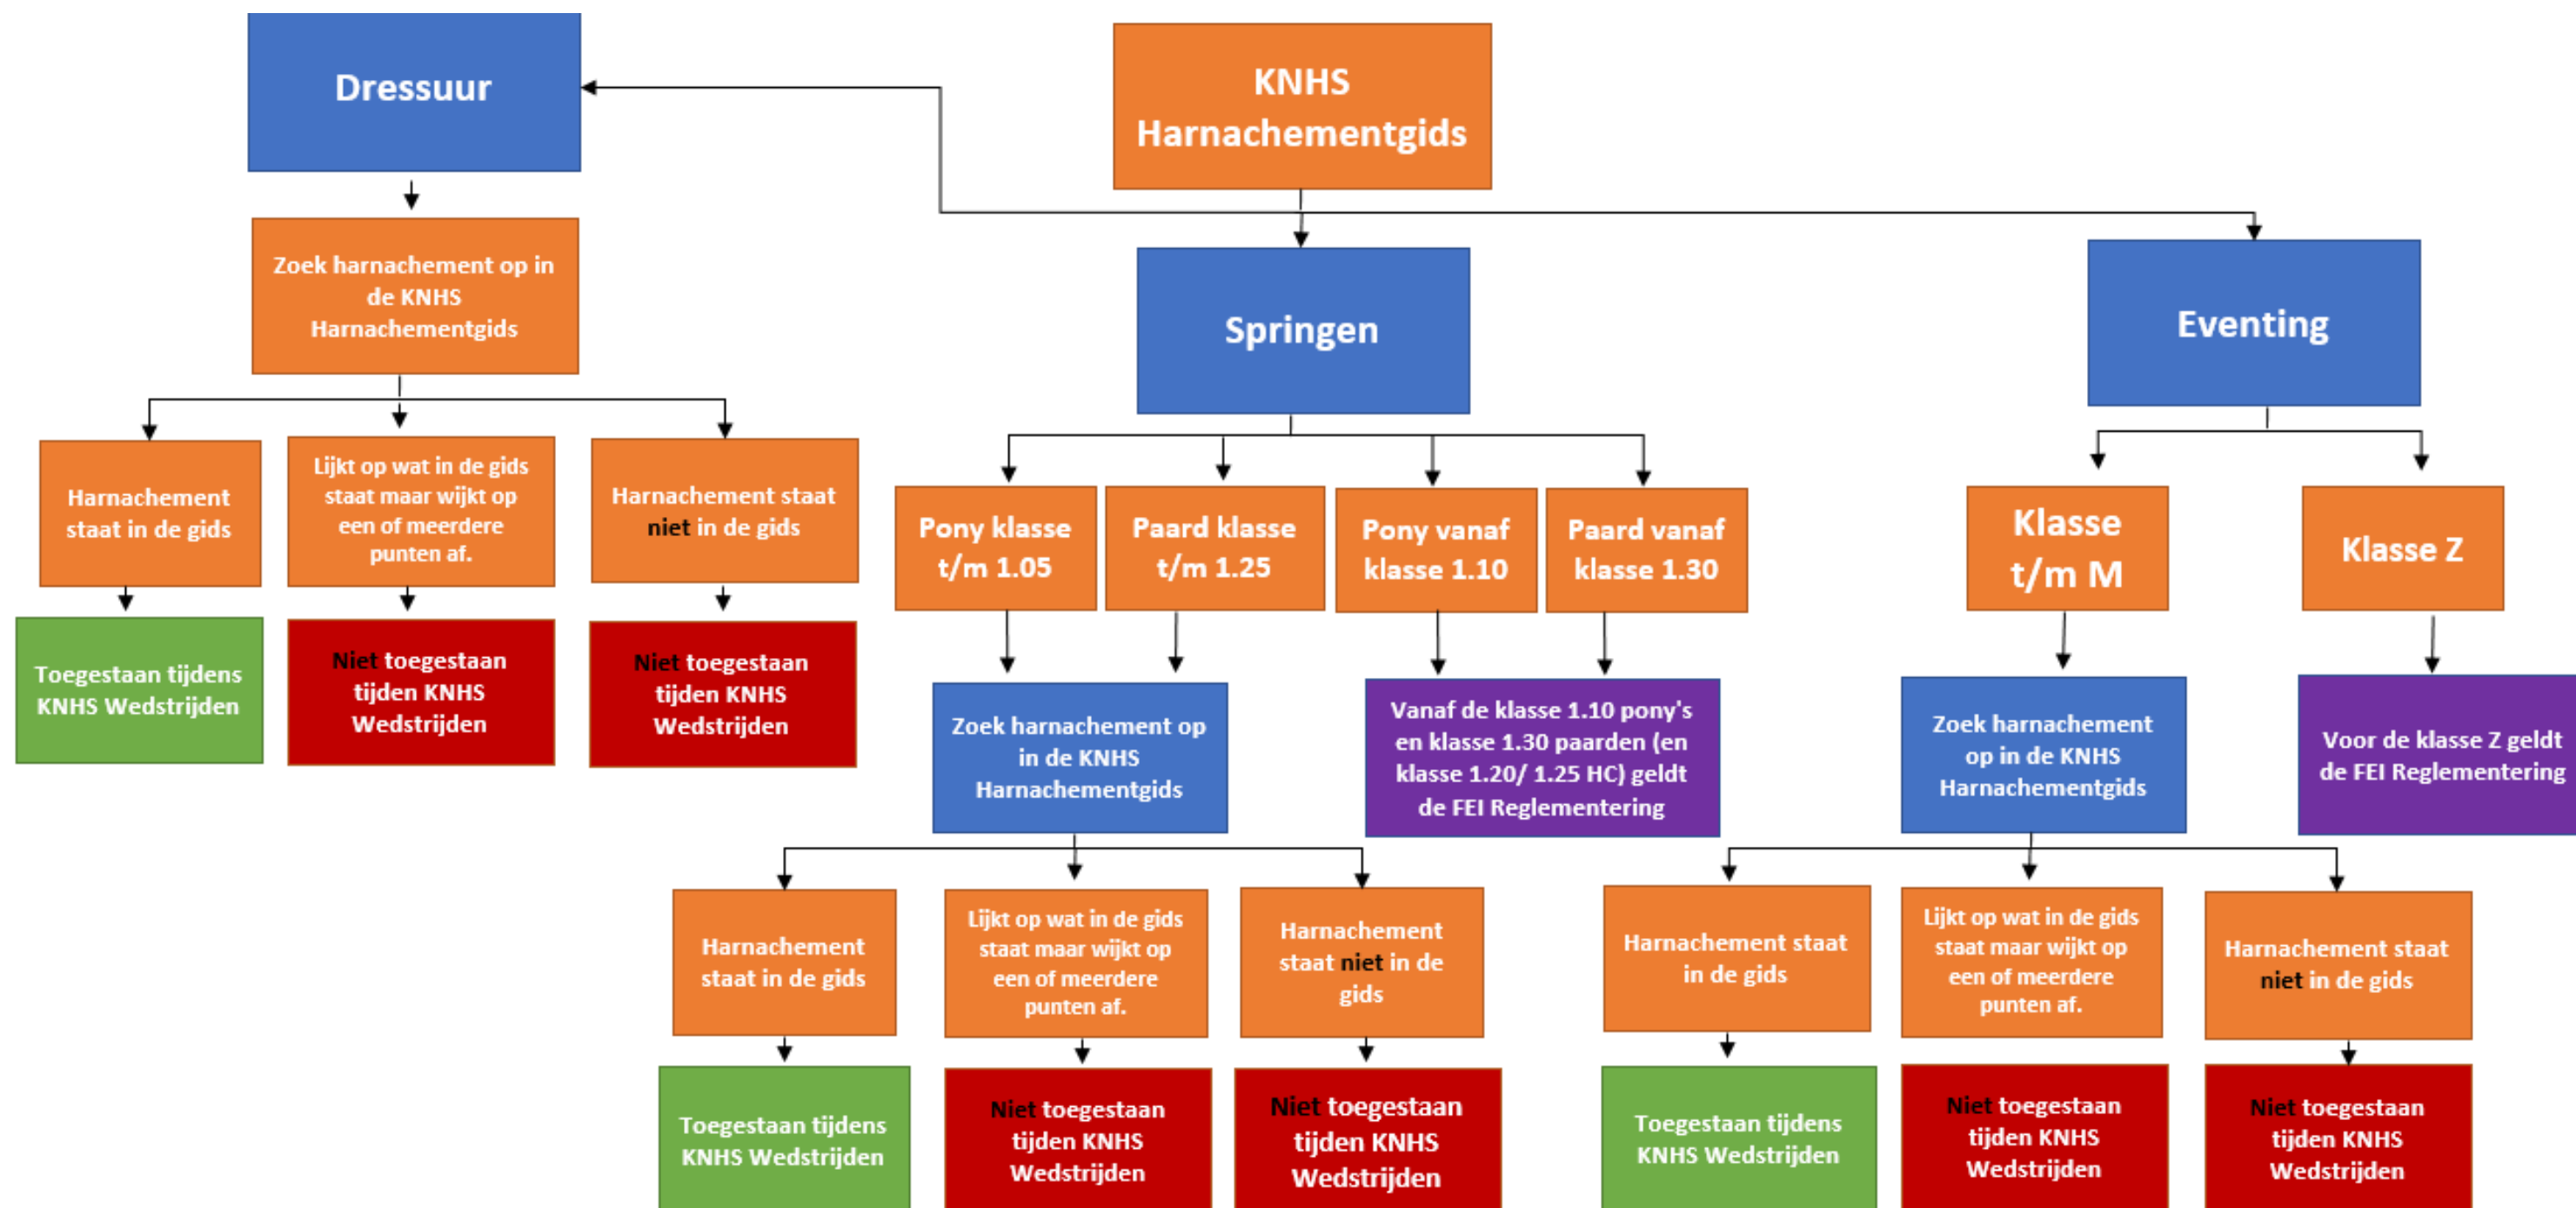 Dressuur
KNHS
Harnachementgids
Zoek harnachement op in
de KNHS
Harnachementgids
Springen
Eventing
Harnachement
staat in de gids
Lijkt op wat in de gids
staat maar wijkt op
een of meerdere
punten af.
Harnachement staat
niet in de gids
Pony klasse
t/m 1.05
Paard klasse
t/m 1.25
Pony vanaf
klasse 1.10
Paard vanaf
klasse 1.30
Klasse
t/m M
Klasse Z
Toegestaan tijdens
KNHS Wedstrijden
Niet toegestaan
tijden KNHS
Wedstrijden
Niet toegestaan
tijden KNHS
Wedstrijden
Zoek harnachement op
in de KNHS
Harnachementgids
Vanaf de klasse 1.10 pony's
en klasse 1.30 paarden (en
klasse 1.20/ 1.25 HC) geldt
de FEI Reglementering
Zoek harnachement
op in de KNHS
Harnachementgids
Voor de klasse Z geldt
de FEI Reglementering
Harnachement
staat in de gids
Lijkt op wat in de gids
staat maar wijkt op
een of meerdere
punten af.
Harnachement
staat niet in de
gids
Harnachement staat
in de gids
Lijkt op wat in de gids
staat maar wijkt op
een of meerdere
punten af.
Harnachement staat
niet in de gids
Toegestaan tijdens
KNHS Wedstrijden
Niet toegestaan
tijden KNHS
Wedstrijden
Niet toegestaan
tijden KNHS
Wedstrijden
Toegestaan tijdens
KNHS Wedstrijden
Niet toegestaan
tijden KNHS
Wedstrijden
Niet toegestaan
tijden KNHS
Wedstrijden